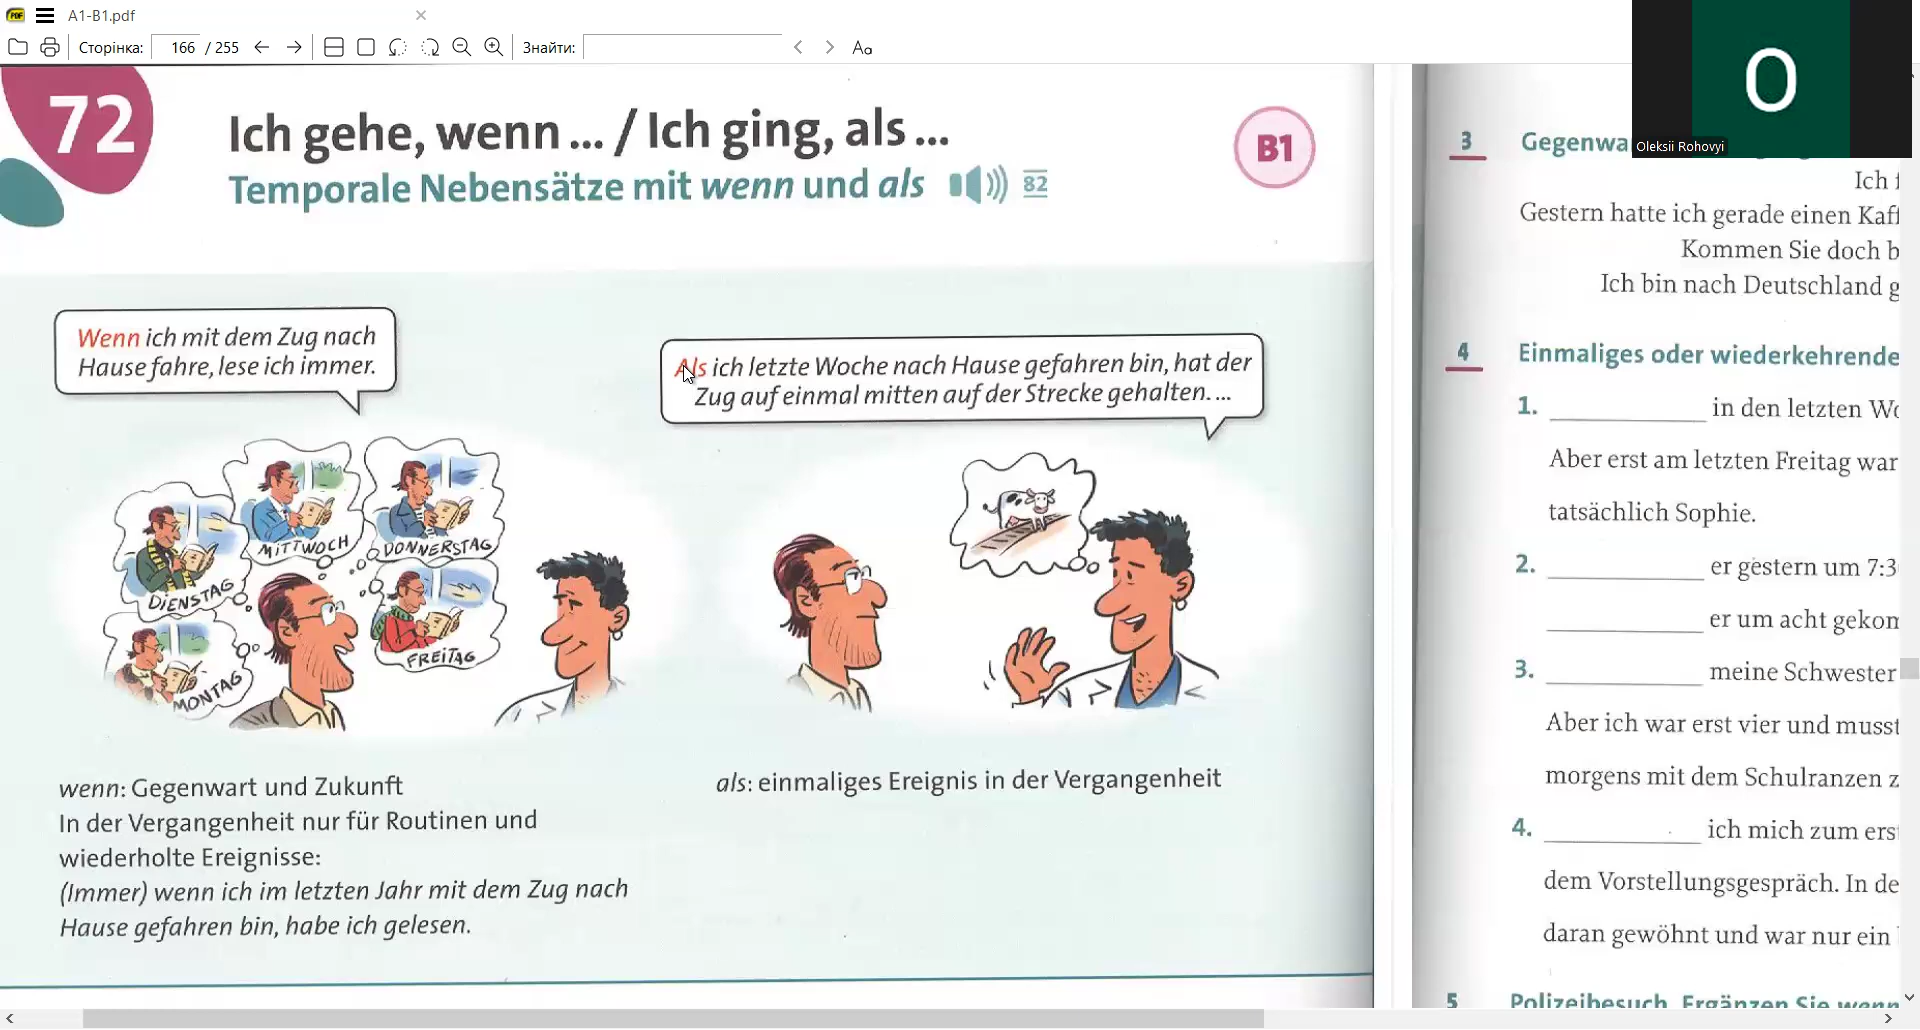 A1-B1.pdf
Сторінка: 166 / 255
Знайти:
Aa
O
Oleksii Rohovyi
72
Ich gehe, wenn ... / Ich ging, als ...
Temporale Nebensätze mit wenn und als 82
B1
Wenn ich mit dem Zug nach
Hause fahre, lese ich immer.
Als ich letzte Woche nach Hause gefahren bin, hat der
Zug auf einmal mitten auf der Strecke gehalten. ...
MITTWOCH
DONNERSTAG
DIENSTAG
FREITAG
MONTAG
wenn: Gegenwart und Zukunft
In der Vergangenheit nur für Routinen und
wiederholte Ereignisse:
(Immer) wenn ich im letzten Jahr mit dem Zug nach
Hause gefahren bin, habe ich gelesen.
als: einmaliges Ereignis in der Vergangenheit
3 Gegenwa
Ich f
Gestern hatte ich gerade einen Kaff
Kommen Sie doch b
Ich bin nach Deutschland g
4 Einmaliges oder wiederkehrende
1. in den letzten Wo
Aber erst am letzten Freitag war
tatsächlich Sophie.
2. er gestern um 7:3
er um acht gekom
3. meine Schwester
Aber ich war erst vier und musst
morgens mit dem Schulranzen z
4. ich mich zum ers
dem Vorstellungsgespräch. In de
daran gewöhnt und war nur ein
5 Polizeibesuch. Ergänzen Sie wenn